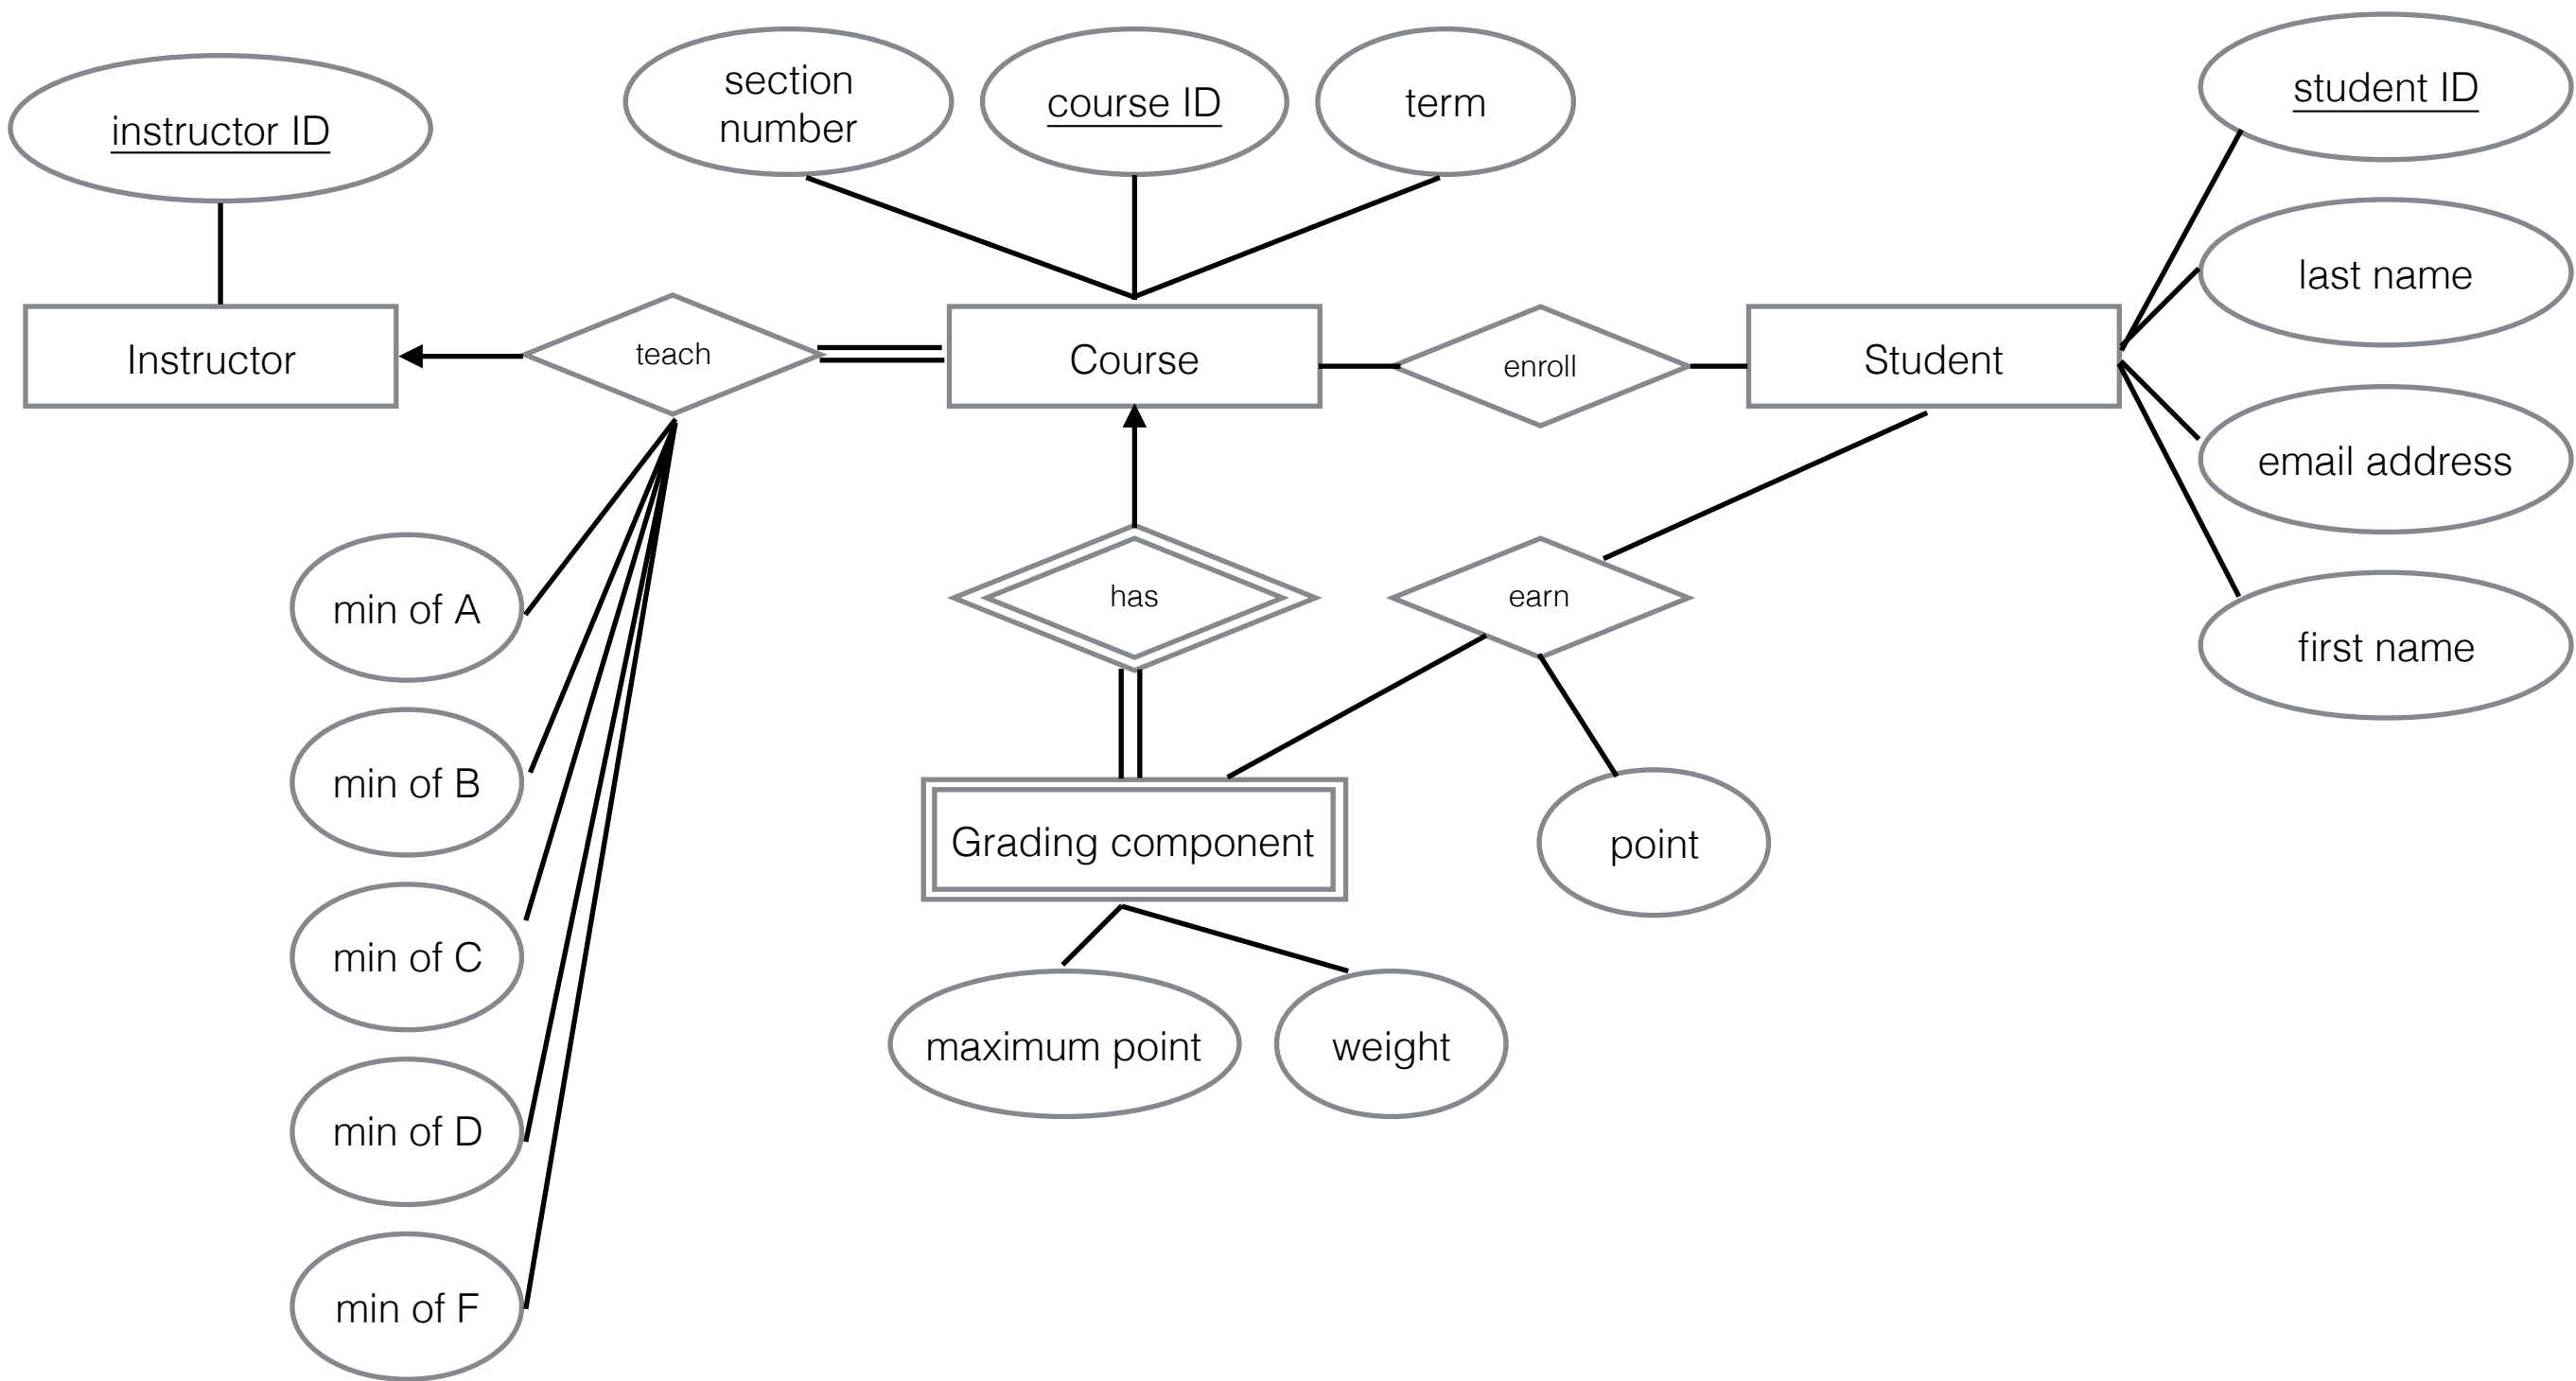 section
number
course ID
term
student ID
instructor ID
last name
Instructor
teach
Course
enroll
Student
email address
min of A
has
earn
first name
min of B
Grading component
point
min of C
maximum point
weight
min of D
min of F